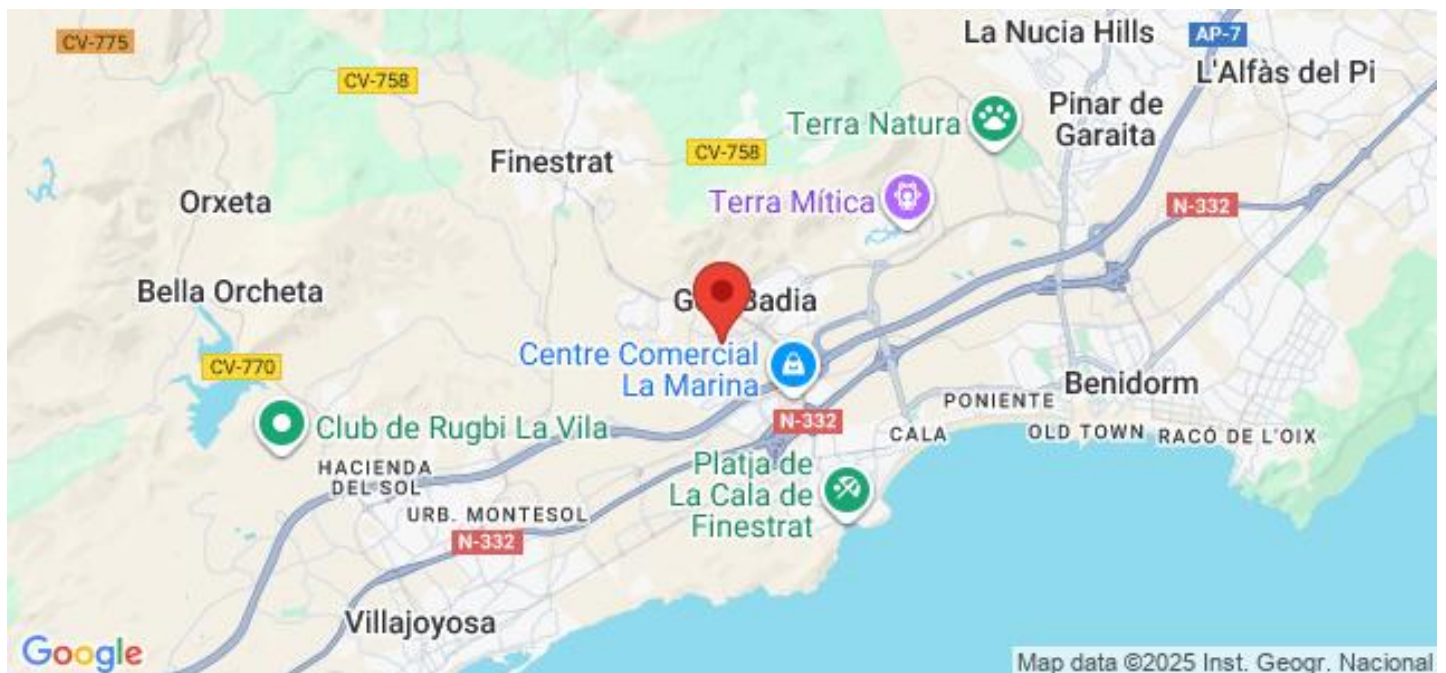 La Nucia Hills
AP-7
CV-775
L'Alfàs del Pi
CV-758
Pinar de
Garaita
Terra Natura
CV-758
Finestrat
Terra Mítica
N-332
Orxeta
Bella Orcheta
Badia
Centre Comercial
La Marina
CV-770
Benidorm
PONIENTE
N-332
Club de Rugbi La Vila
CALA
OLD TOWN
RACÓ DE L'OIX
HACIENDA
DEL SOL
Platja de
La Cala de
Finestrat
URB. MONTESOL
N-332
Villajoyosa
Google
Map data ©2025 Inst. Geogr. Nacional